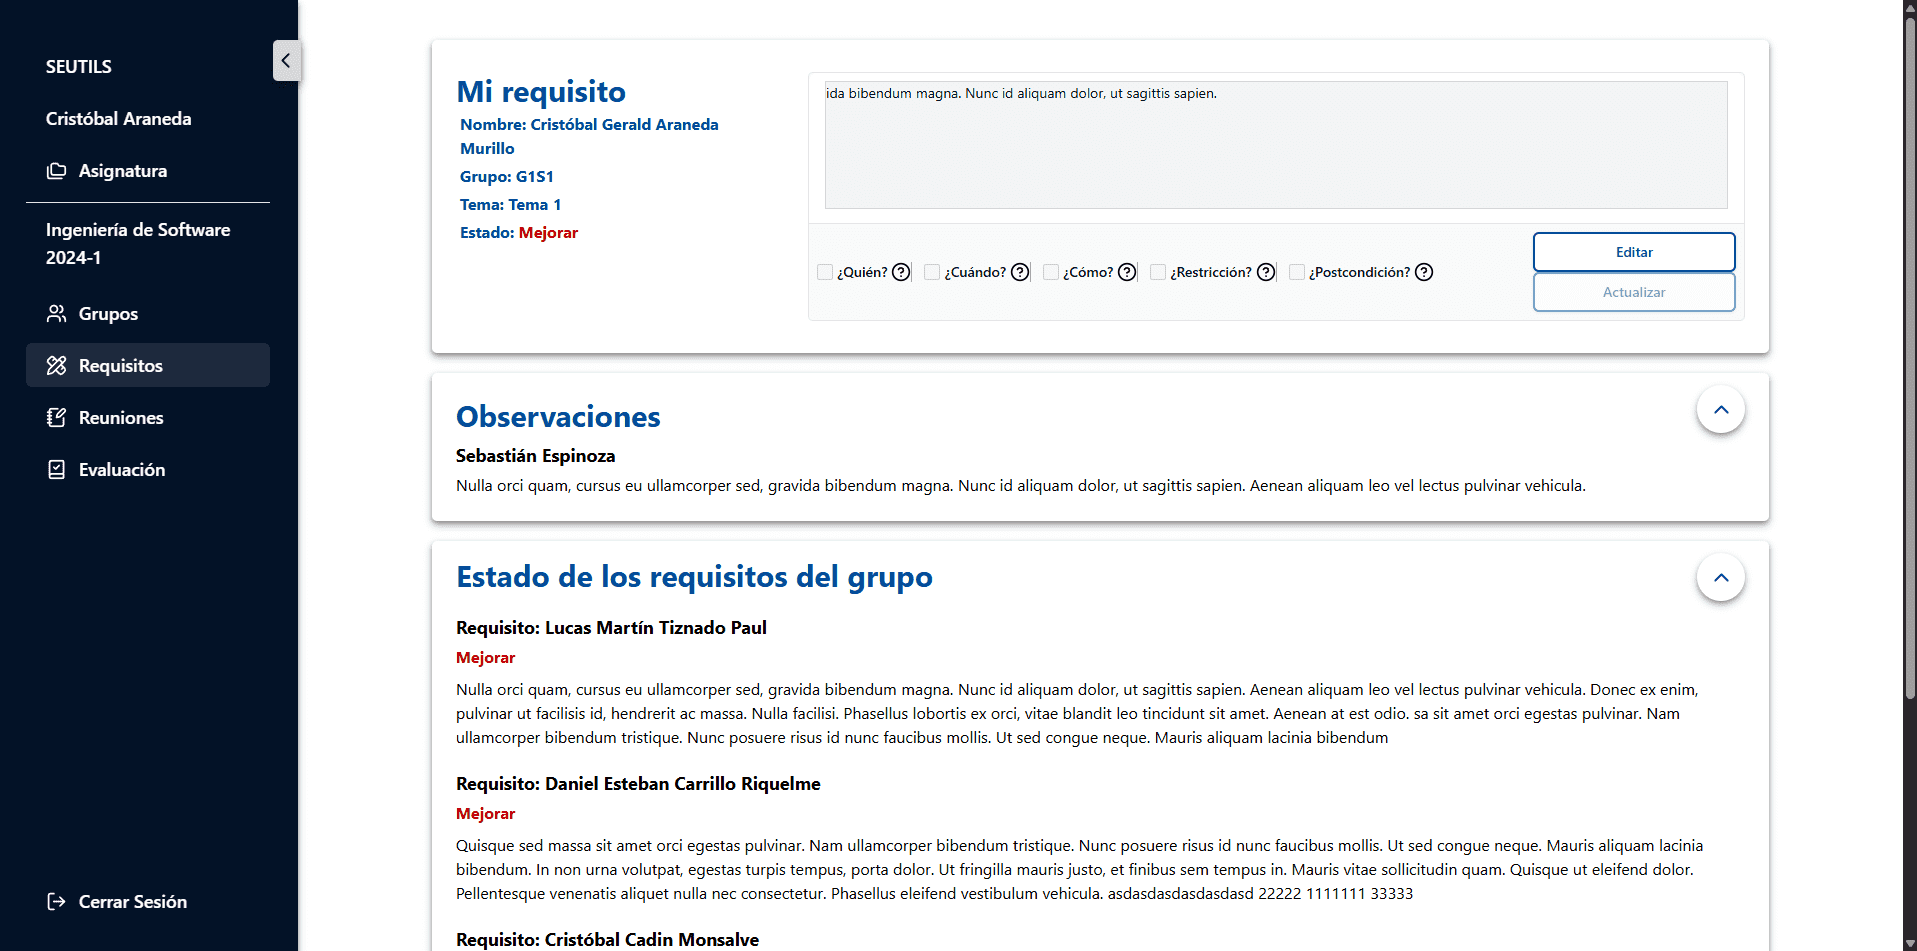 SEUTILS
Cristóbal Araneda
Asignatura
Ingeniería de Software
2024-1
Grupos
Requisitos
Reuniones
Evaluación
Cerrar Sesión
Mi requisito
Nombre: Cristóbal Gerald Araneda
Murillo
Grupo: G1S1
Tema: Tema 1
Estado: Mejorar
ida bibendum magna. Nunc id aliquam dolor, ut sagittis sapien.
¿Quién? ¿Cuándo? ¿Cómo? ¿Restricción? ¿Postcondición?
Editar
Actualizar
Observaciones
Sebastián Espinoza
Nulla orci quam, cursus eu ullamcorper sed, gravida bibendum magna. Nunc id aliquam dolor, ut sagittis sapien. Aenean aliquam leo vel lectus pulvinar vehicula.
Estado de los requisitos del grupo
Requisito: Lucas Martín Tiznado Paul
Mejorar
Nulla orci quam, cursus eu ullamcorper sed, gravida bibendum magna. Nunc id aliquam dolor, ut sagittis sapien. Aenean aliquam leo vel lectus pulvinar vehicula. Donec ex enim,
pulvinar ut facilisis id, hendrerit ac massa. Nulla facilisi. Phasellus lobortis ex orci, vitae blandit leo tincidunt sit amet. Aenean at est odio. sa sit amet orci egestas pulvinar. Nam
ullamcorper bibendum tristique. Nunc posuere risus id nunc faucibus mollis. Ut sed congue neque. Mauris aliquam lacinia bibendum
Requisito: Daniel Esteban Carrillo Riquelme
Mejorar
Quisque sed massa sit amet orci egestas pulvinar. Nam ullamcorper bibendum tristique. Nunc posuere risus id nunc faucibus mollis. Ut sed congue neque. Mauris aliquam lacinia
bibendum. In non urna volutpat, egestas turpis tempus, porta dolor. Ut fringilla mauris justo, et finibus sem tempus in. Mauris vitae sollicitudin quam. Quisque ut eleifend dolor.
Pellentesque venenatis aliquet nulla nec consectetur. Phasellus eleifend vestibulum vehicula. asdasdasdasdasdasd 22222 1111111 33333
Requisito: Cristóbal Cadin Monsalve